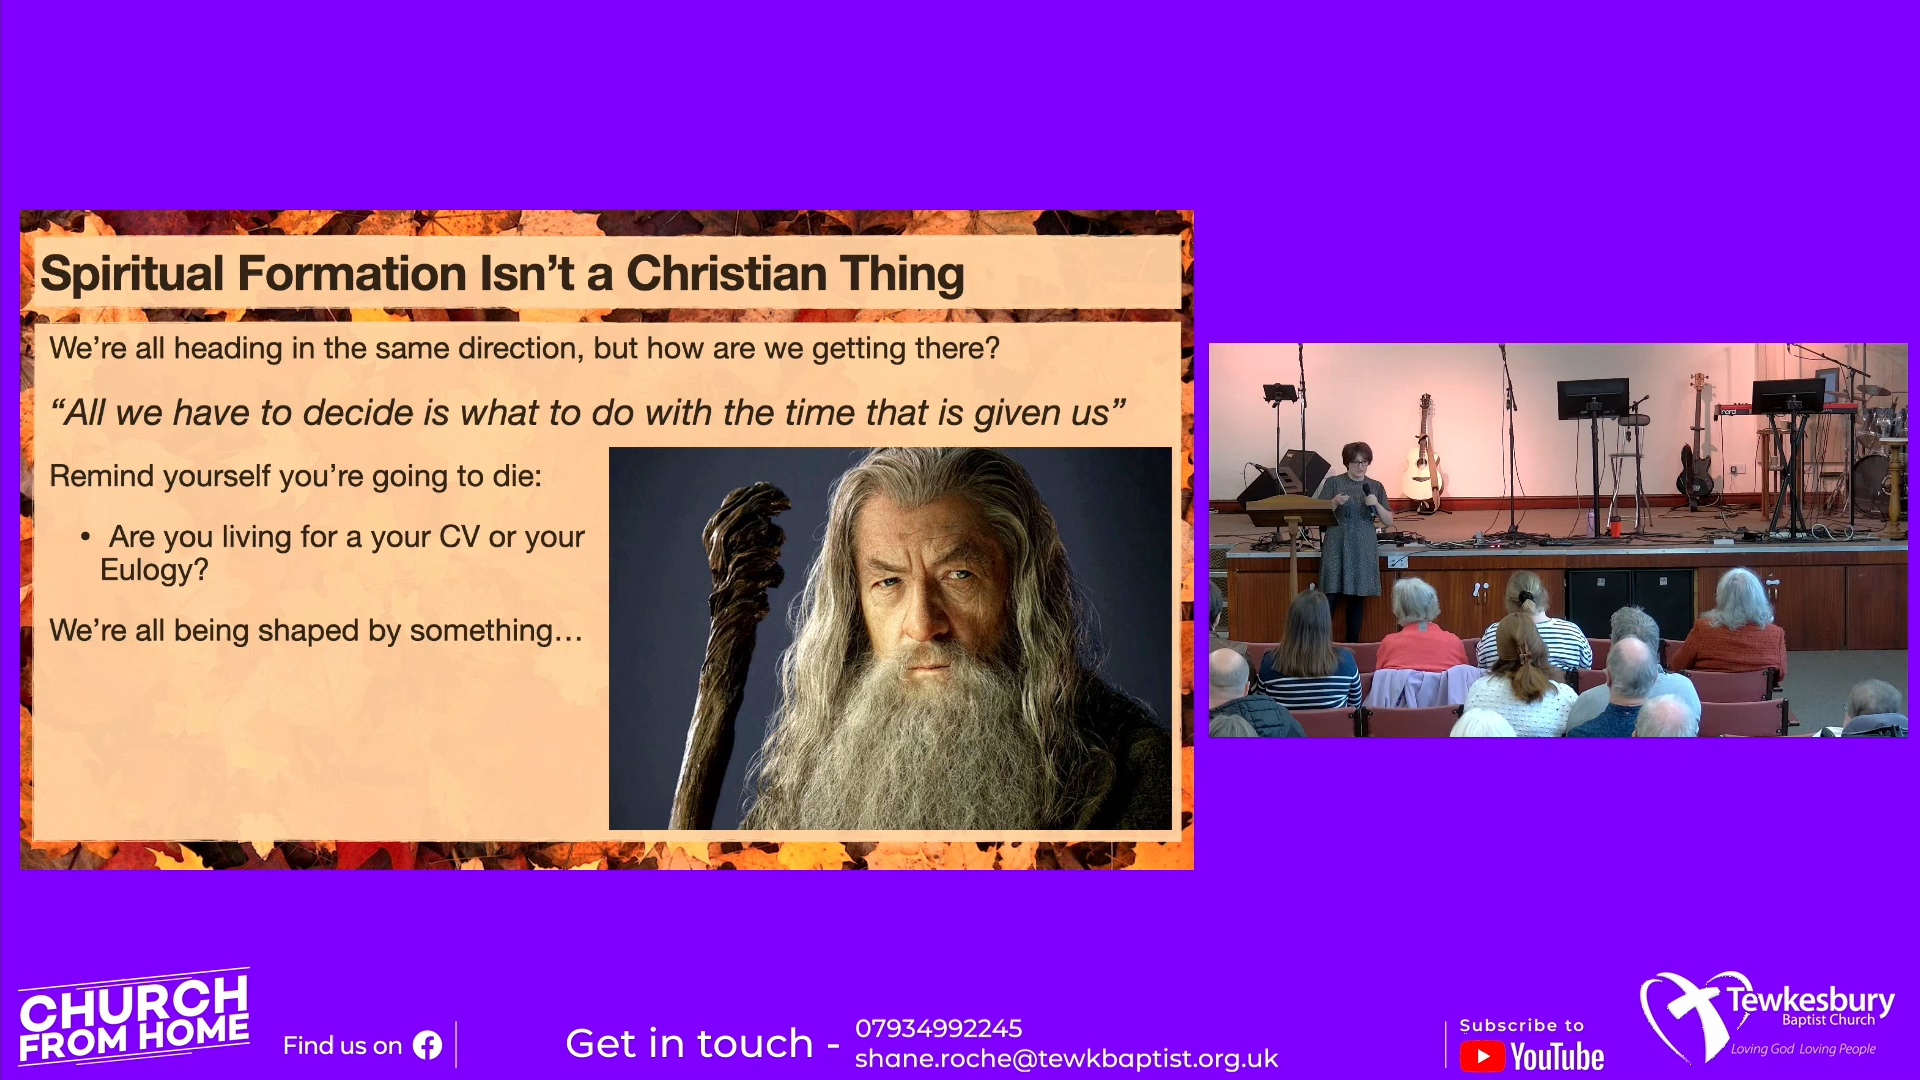 Spiritual Formation Isn’t a Christian Thing
We’re all heading in the same direction, but how are we getting there?
“All we have to decide is what to do with the time that is given us”
Remind yourself you’re going to die:
• Are you living for a your CV or your
Eulogy?
We’re all being shaped by something…
nord
CHURCH
FROM HOME
Find us on
Get in touch -
07934992245
shane.roche@tewkbaptist.org.uk
Subscribe to
YouTube
Tewkesbury
Baptist Church
Loving God Loving People